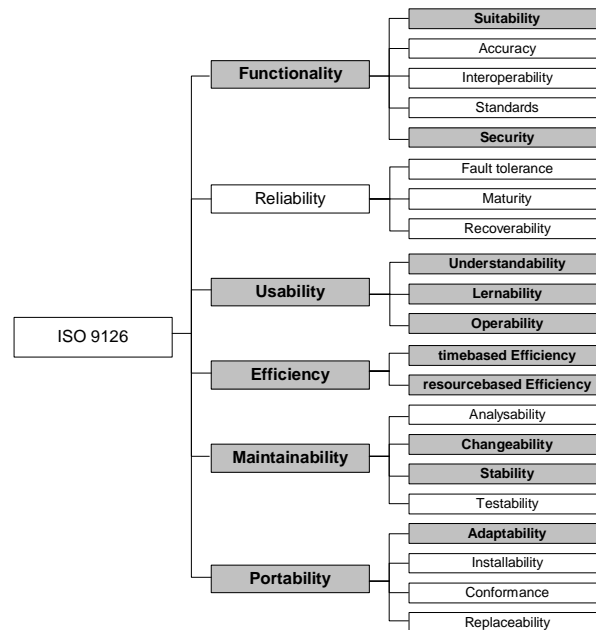 ISO 9126
Functionality
Suitability
Accuracy
Interoperability
Standards
Security
Reliability
Fault tolerance
Maturity
Recoverability
Usability
Understandability
Lernability
Operability
Efficiency
timebased Efficiency
resourcebased Efficiency
Maintainability
Analysability
Changeability
Stability
Testability
Portability
Adaptability
Installability
Conformance
Replaceability